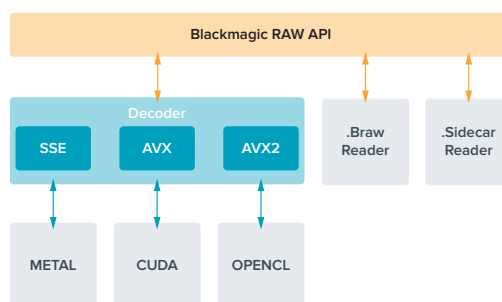 Blackmagic RAW API
Decoder
SSE
AVX
AVX2
.Braw
Reader
.Sidecar
Reader
METAL
CUDA
OPENCL